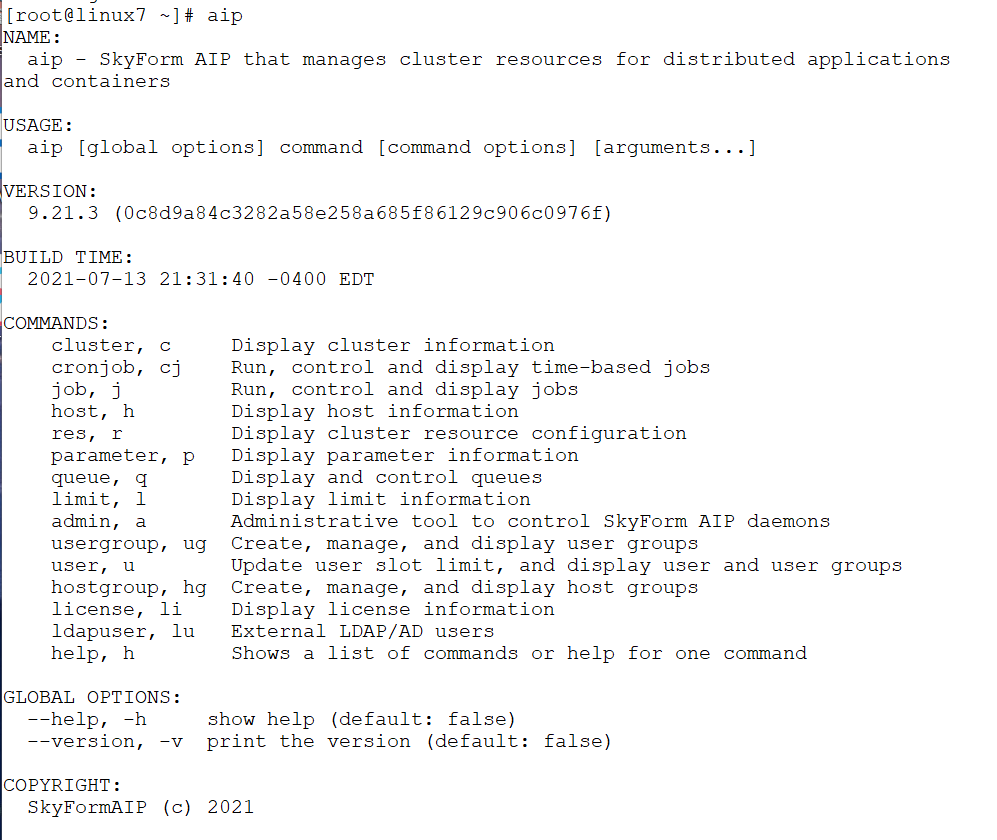 [root@linux7 ~]# aip
NAME:
  aip - SkyForm AIP that manages cluster resources for distributed applications
and containers

USAGE:
  aip [global options] command [command options] [arguments...]

VERSION:
  9.21.3 (0c8d9a84c3282a58e258a685f86129c906c0976f)

BUILD TIME:
  2021-07-13 21:31:40 -0400 EDT

COMMANDS:
    cluster, c     Display cluster information
    cronjob, cj    Run, control and display time-based jobs
    job, j         Run, control and display jobs
    host, h        Display host information
    res, r         Display cluster resource configuration
    parameter, p   Display parameter information
    queue, q       Display and control queues
    limit, l       Display limit information
    admin, a       Administrative tool to control SkyForm AIP daemons
    usergroup, ug  Create, manage, and display user groups
    user, u        Update user slot limit, and display user and user groups
    hostgroup, hg  Create, manage, and display host groups
    license, li    Display license information
    ldapuser, lu   External LDAP/AD users
    help, h        Shows a list of commands or help for one command

GLOBAL OPTIONS:
  --help, -h     show help (default: false)
  --version, -v  print the version (default: false)

COPYRIGHT:
  SkyFormAIP (c) 2021